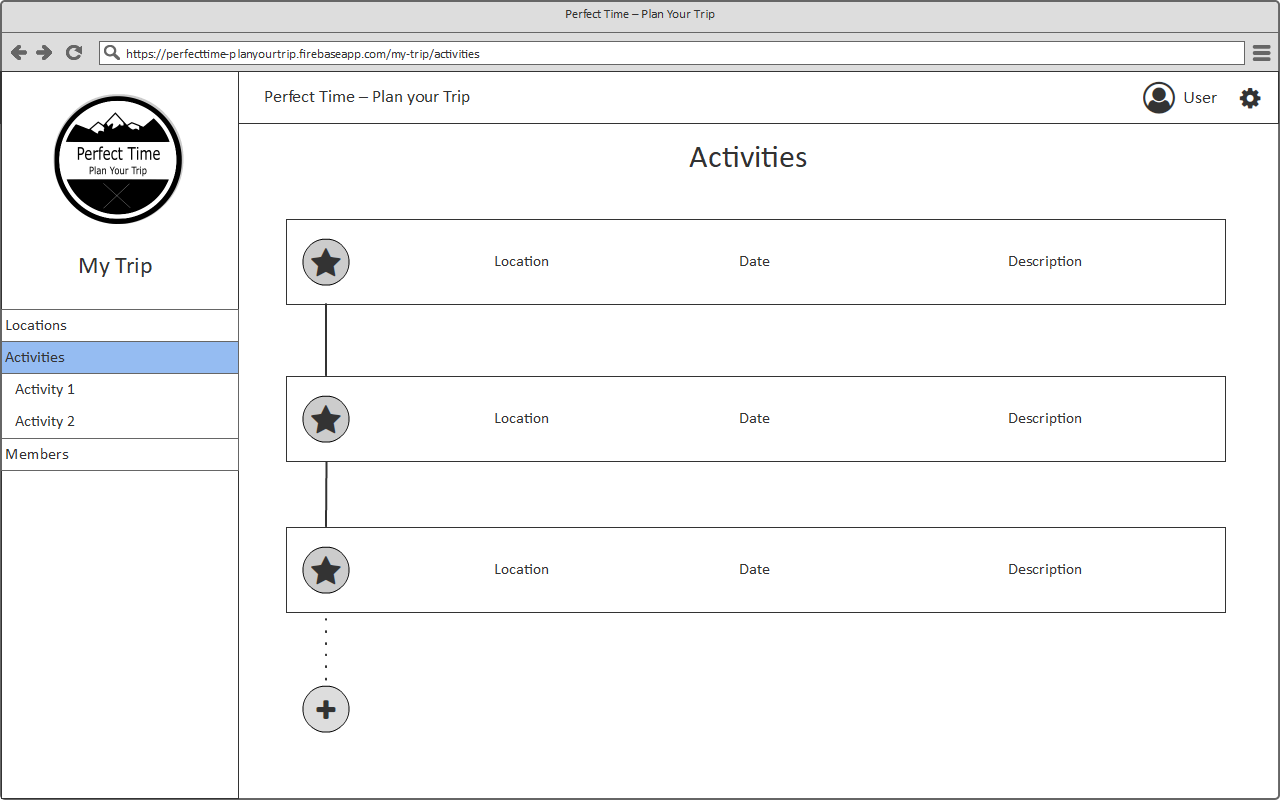 Perfect Time – Plan Your Trip
https://perfecttime-planyourtrip.firebaseapp.com/my-trip/activities
Perfect Time – Plan your Trip
User
Perfect Time
Plan Your Trip
My Trip
Locations
Activities
Activity 1
Activity 2
Members
Activities
Location Date Description
Location Date Description
Location Date Description